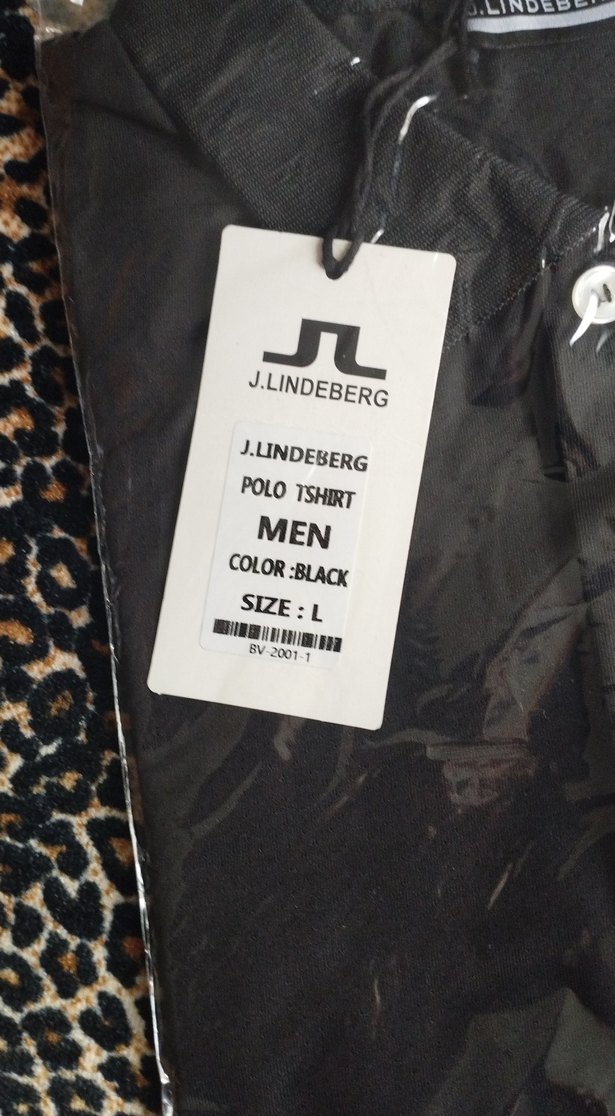 J.LINDEBERG
J.LINDEBERG
J.LINDEBERG
POLO TSHIRT
MEN
COLOR :BLACK
SIZE : L
BV-2001-1